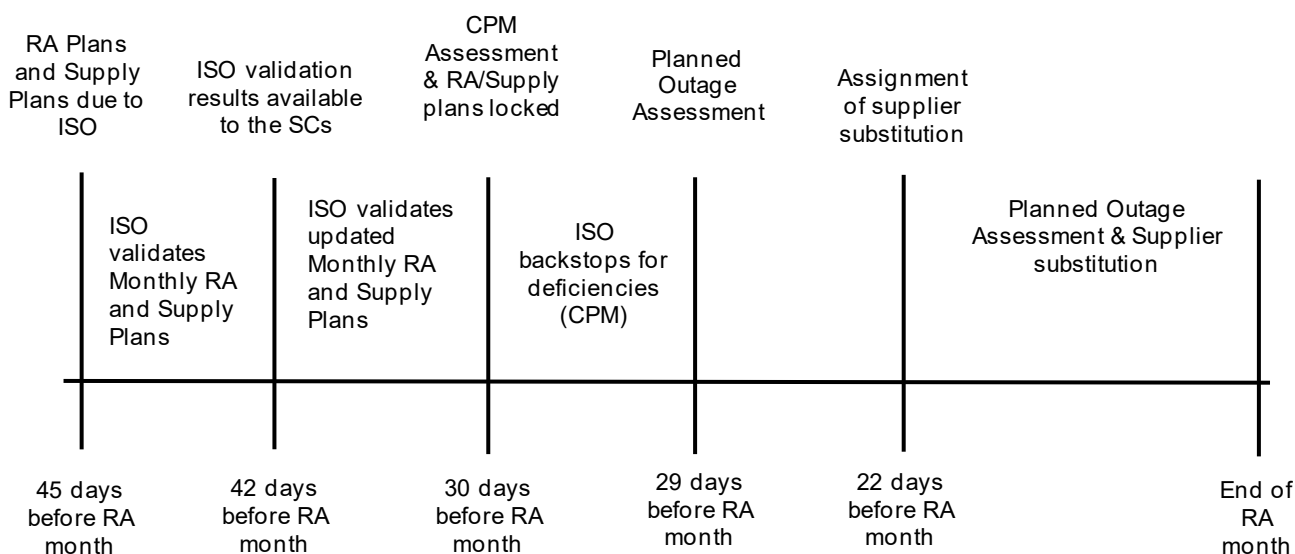 RA Plans
and Supply
Plans due to
ISO
ISO validation
results available
to the SCs
CPM
Assessment
& RA/Supply
plans locked
Planned
Outage
Assessment
Assignment
of supplier
substitution
ISO
validates
Monthly RA
and Supply
Plans
ISO validates
updated
Monthly RA
and Supply
Plans
ISO
backstops for
deficiencies
(CPM)
Planned Outage
Assessment & Supplier
substitution
45 days
before RA
month
42 days
before RA
month
30 days
before RA
month
29 days
before RA
month
22 days
before RA
month
End of
RA
month